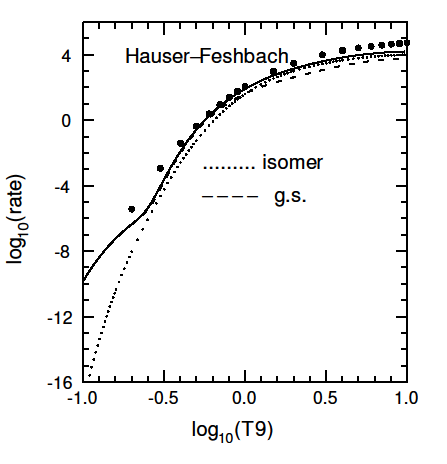 Hauser–Feshbach
4
0
-4
-8
-12
-16
log10(rate)
......... isomer
---- g.s.
-1.0 -0.5 0.0 0.5 1.0
log10(T9)